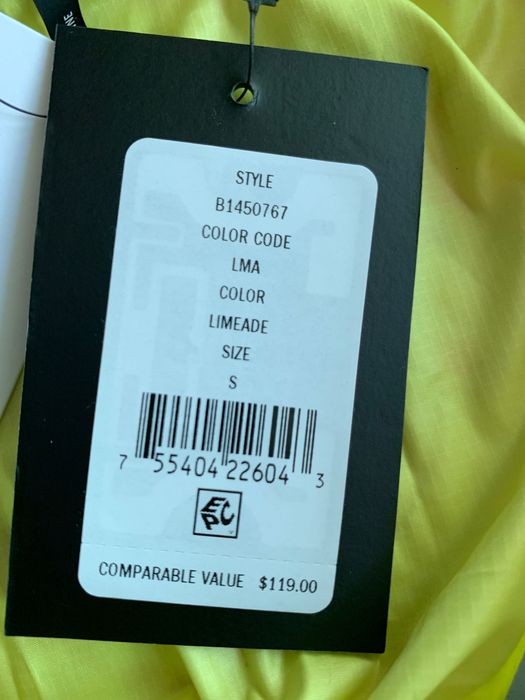 STYLE
B1450767
COLOR CODE
LMA
COLOR
LIMEADE
SIZE
S
7 55404 22604 3
EPC
COMPARABLE VALUE $119.00